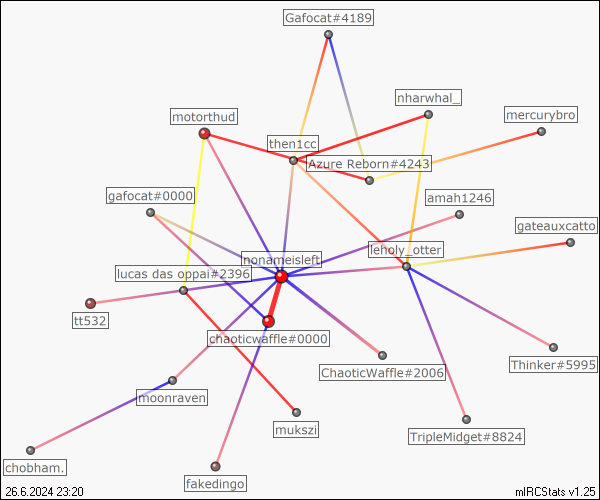 Gafocat#4189
nharwhal_
mercurybro
motorthud
then1cc
Azure Reborn#4243
gafocat#0000
amah1246
gateauxcatto
leholy_otter
nonameisleft
lucas das oppai#2396
tt532
chaoticwaffle#0000
Thinker#5995
ChaoticWaffle#2006
moonraven
mukszi
TripleMidget#8824
chobham.
fakedingo
26.6.2024 23:20
mIRCStats v1.25